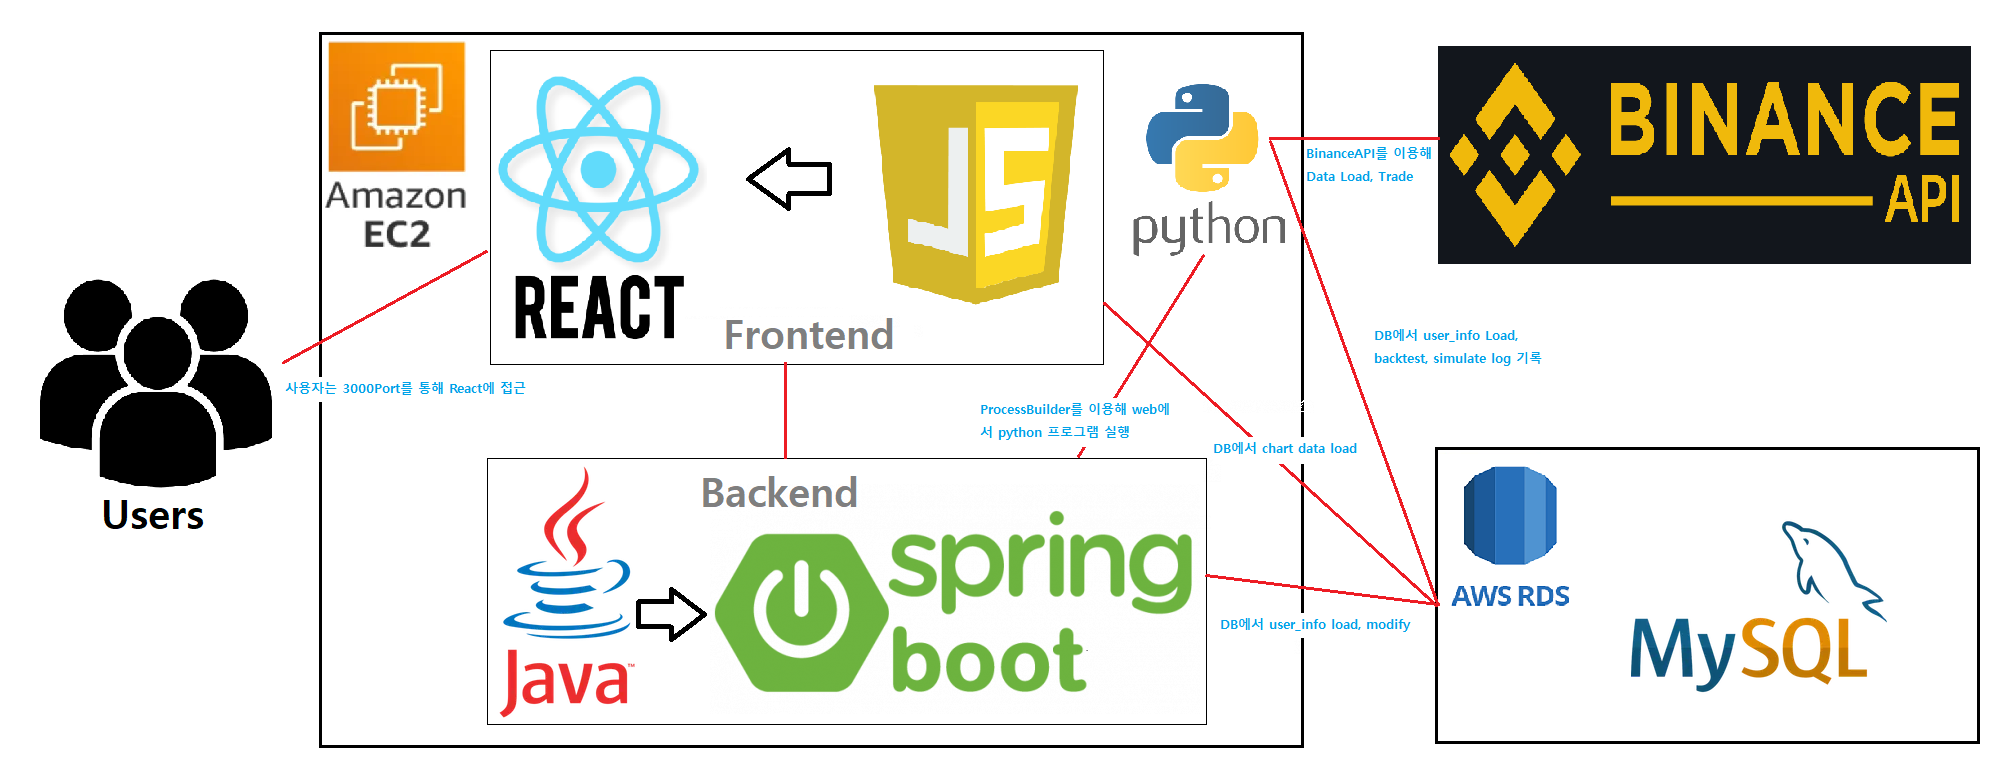 Amazon
EC2
REACT
JS
Frontend
python
BinanceAPI를 이용해
Data Load, Trade
BINANCE
API
Users
사용자는 3000Port를 통해 React에 접근
DB에서 user_info Load,
backtest, simulate log 기록
ProcessBuilder를 이용해 web에
서 python 프로그램 실행
DB에서 chart data load
Backend
Java™
spring
boot
DB에서 user_info load, modify
AWS RDS
MySQL